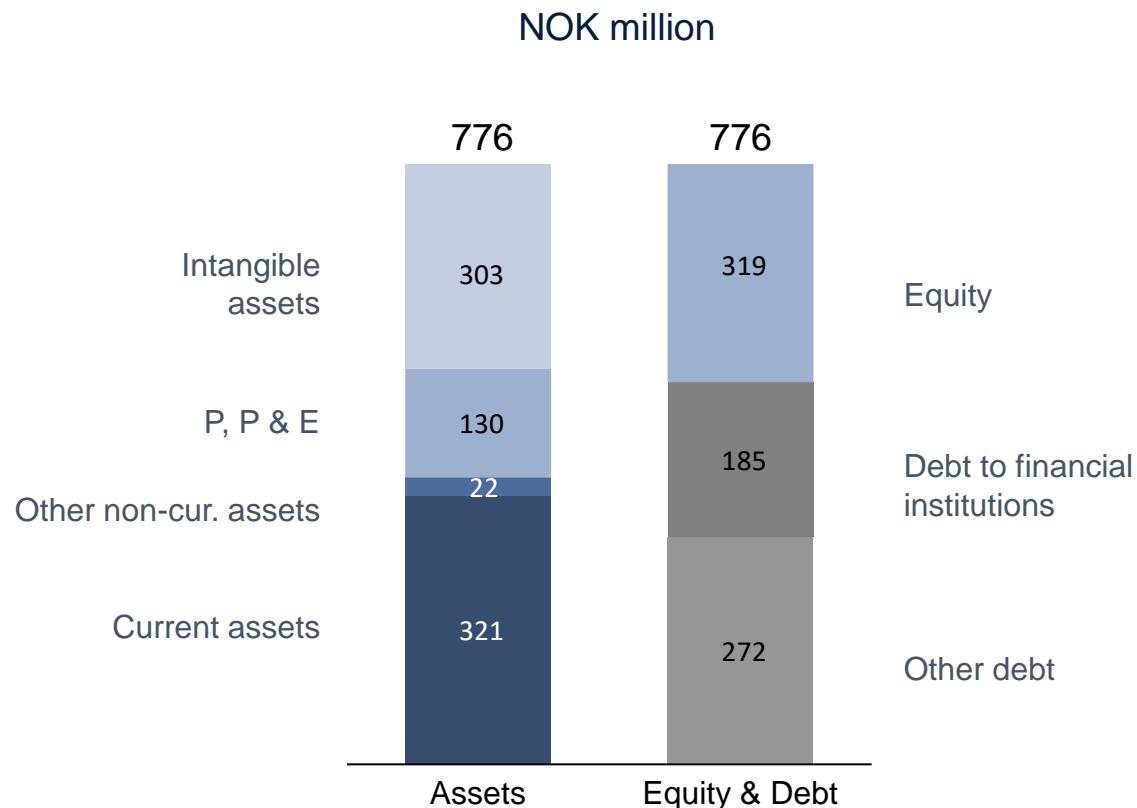 NOK million
776
776
Intangible
assets
303
319
Equity
P, P & E
130
185
Debt to financial
institutions
Other non-cur. assets
22
Current assets
321
272
Other debt
Assets
Equity & Debt